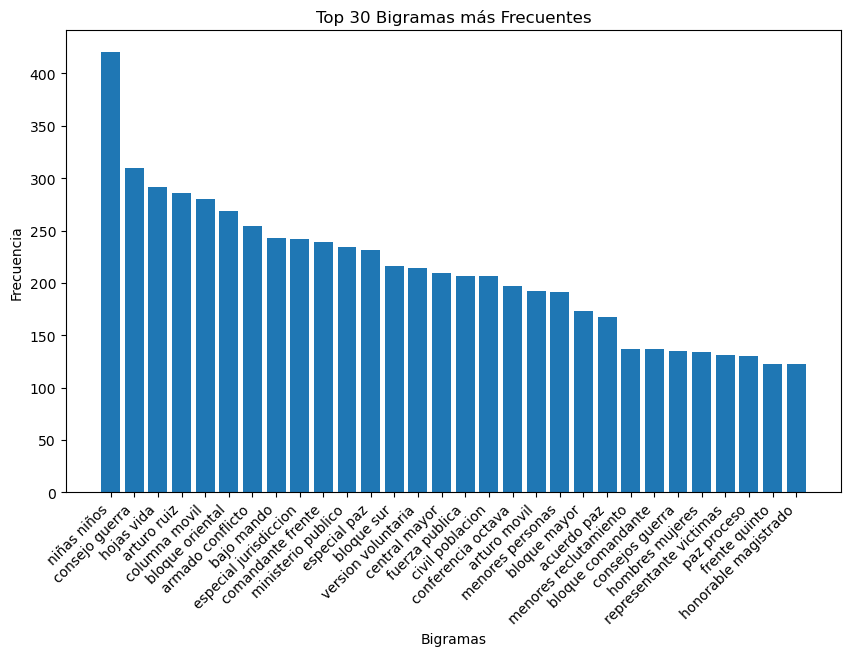 Top 30 Bigramas más Frecuentes
Frecuencia
400
350
300
250
200
150
100
50
0
niñas niños
consejo guerra
hojas vida
arturo ruiz
columna movil
bloque oriental
armado conflicto
bajo mando
especial jurisdiccion
comandante frente
ministerio publico
especial paz
bloque sur
version voluntaria
central mayor
fuerza publica
civil poblacion
conferencia octava
arturo movil
menores personas
bloque mayor
acuerdo paz
menores reclutamiento
bloque comandante
consejos guerra
hombres mujeres
representante victimas
paz proceso
frente quinto
honorable magistrado
Bigramas